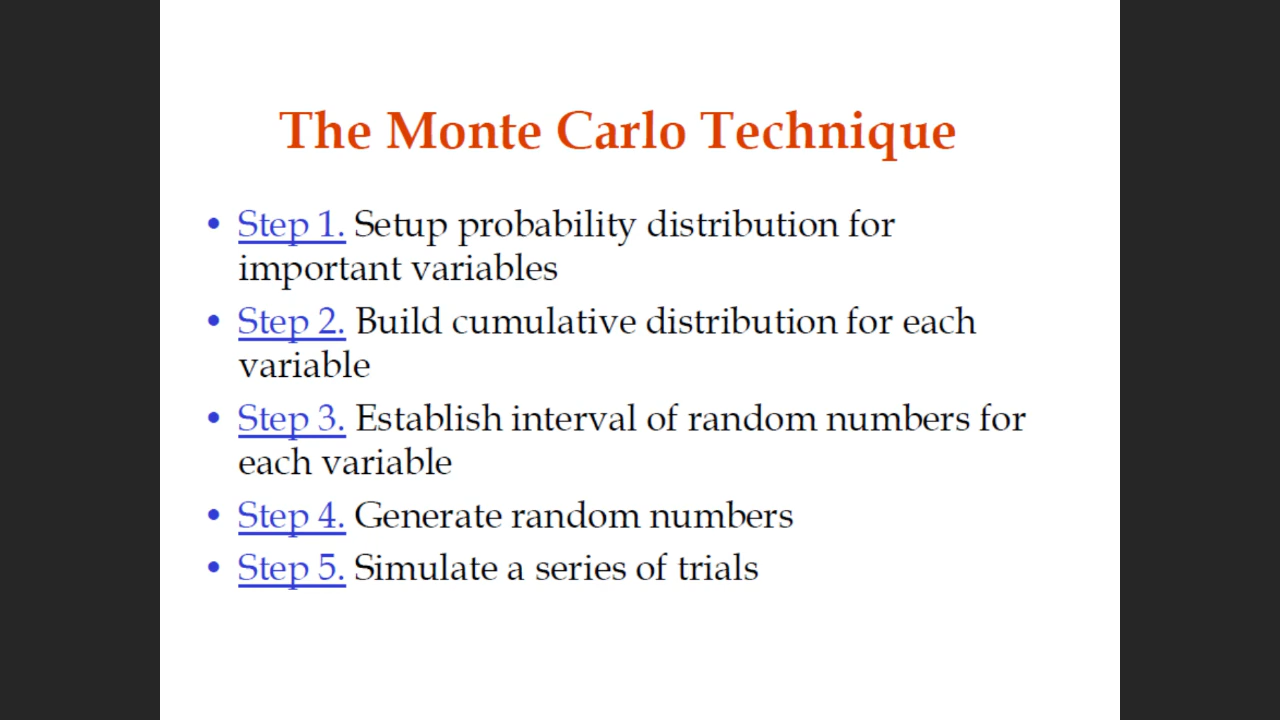 The Monte Carlo Technique
• Step 1. Setup probability distribution for
important variables
• Step 2. Build cumulative distribution for each
variable
• Step 3. Establish interval of random numbers for
each variable
• Step 4. Generate random numbers
• Step 5. Simulate a series of trials